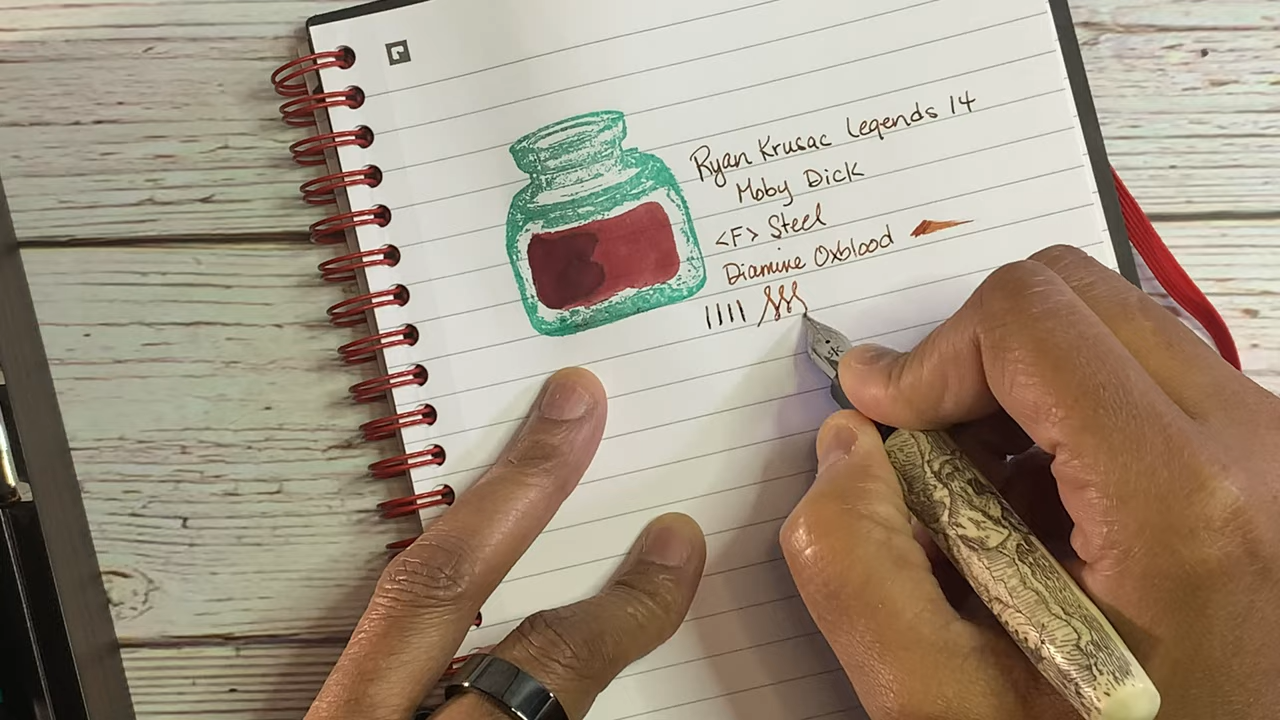 Ryan Krusac Legends 14
Moby Dick
<F> Steel
Diamine Oxblood